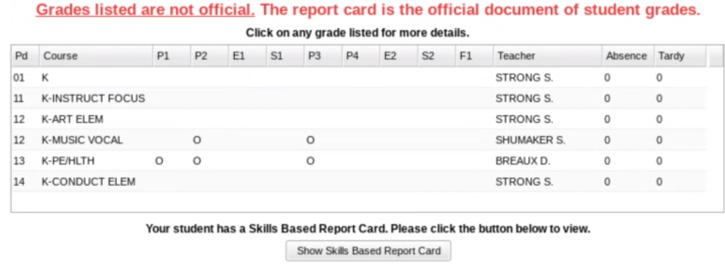 Grades listed are not official. The report card is the official document of student grades.
Click on any grade listed for more details.
Pd Course P1 P2 E1 S1 P3 P4 E2 S2 F1 Teacher Absence Tardy
01 K STRONG S. 0 0
11 K-INSTRUCT FOCUS STRONG S. 0 0
12 K-ART ELEM STRONG S. 0 0
12 K-MUSIC VOCAL O O SHUMAKER S. 0 0
13 K-PE/HLTH O O O BREAUX D. 0 0
14 K-CONDUCT ELEM STRONG S. 0 0
Your student has a Skills Based Report Card. Please click the button below to view.
Show Skills Based Report Card